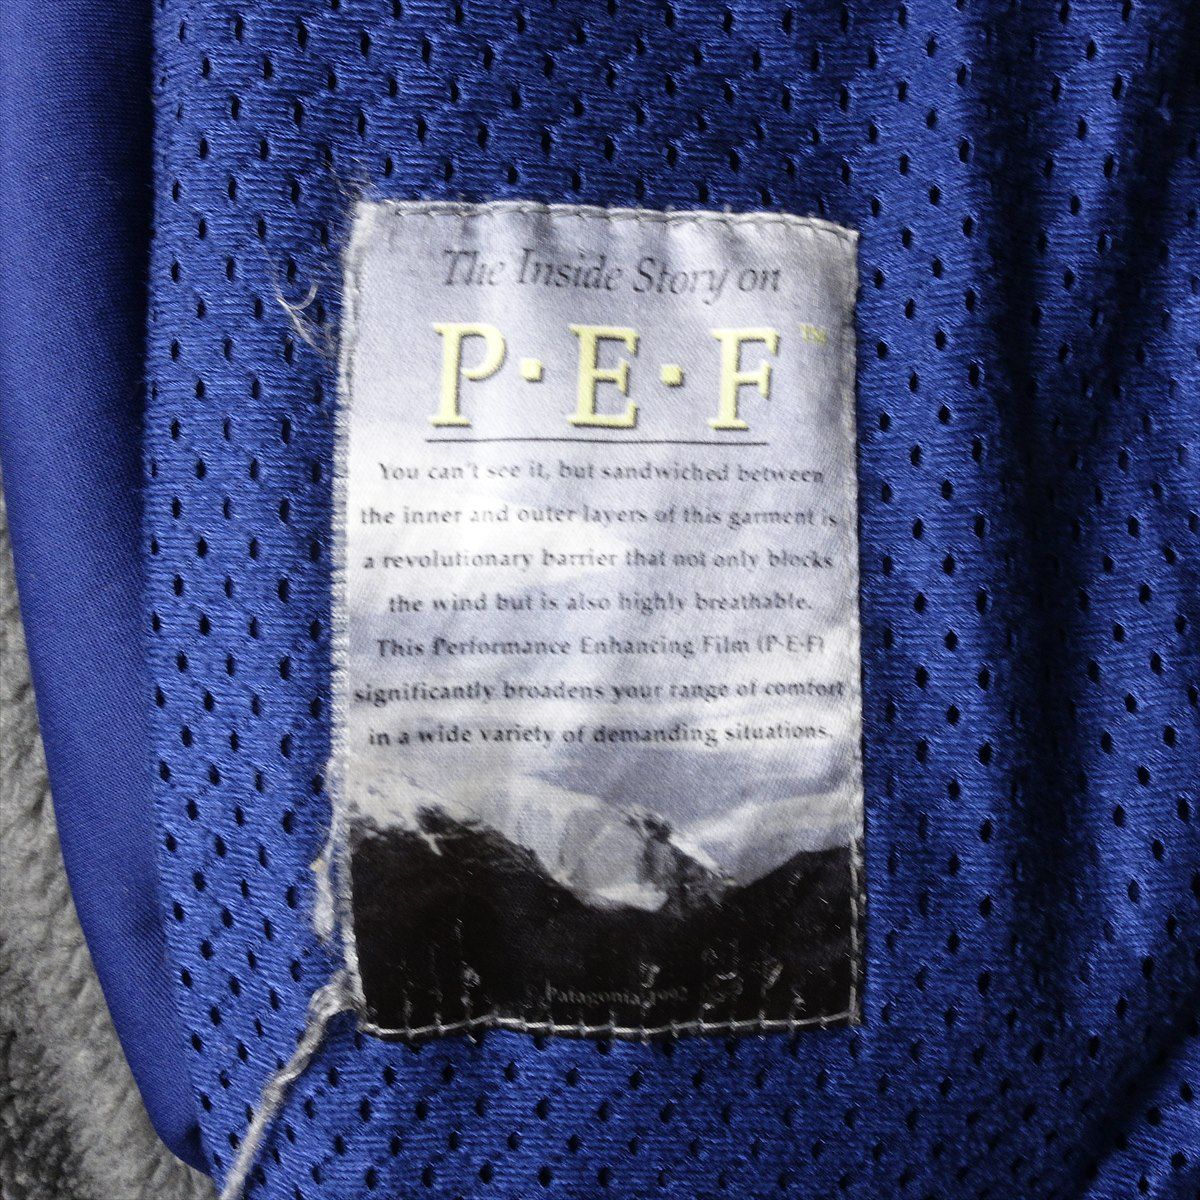 The Inside Story on
P·E·F™
You can't see it, but sandwiched between
the inner and outer layers of this garment is
a revolutionary barrier that not only blocks
the wind but is also highly breathable.
This Performance Enhancing Film (P·E·F)
significantly broadens your range of comfort
in a wide variety of demanding situations.
© Patagonia 1992